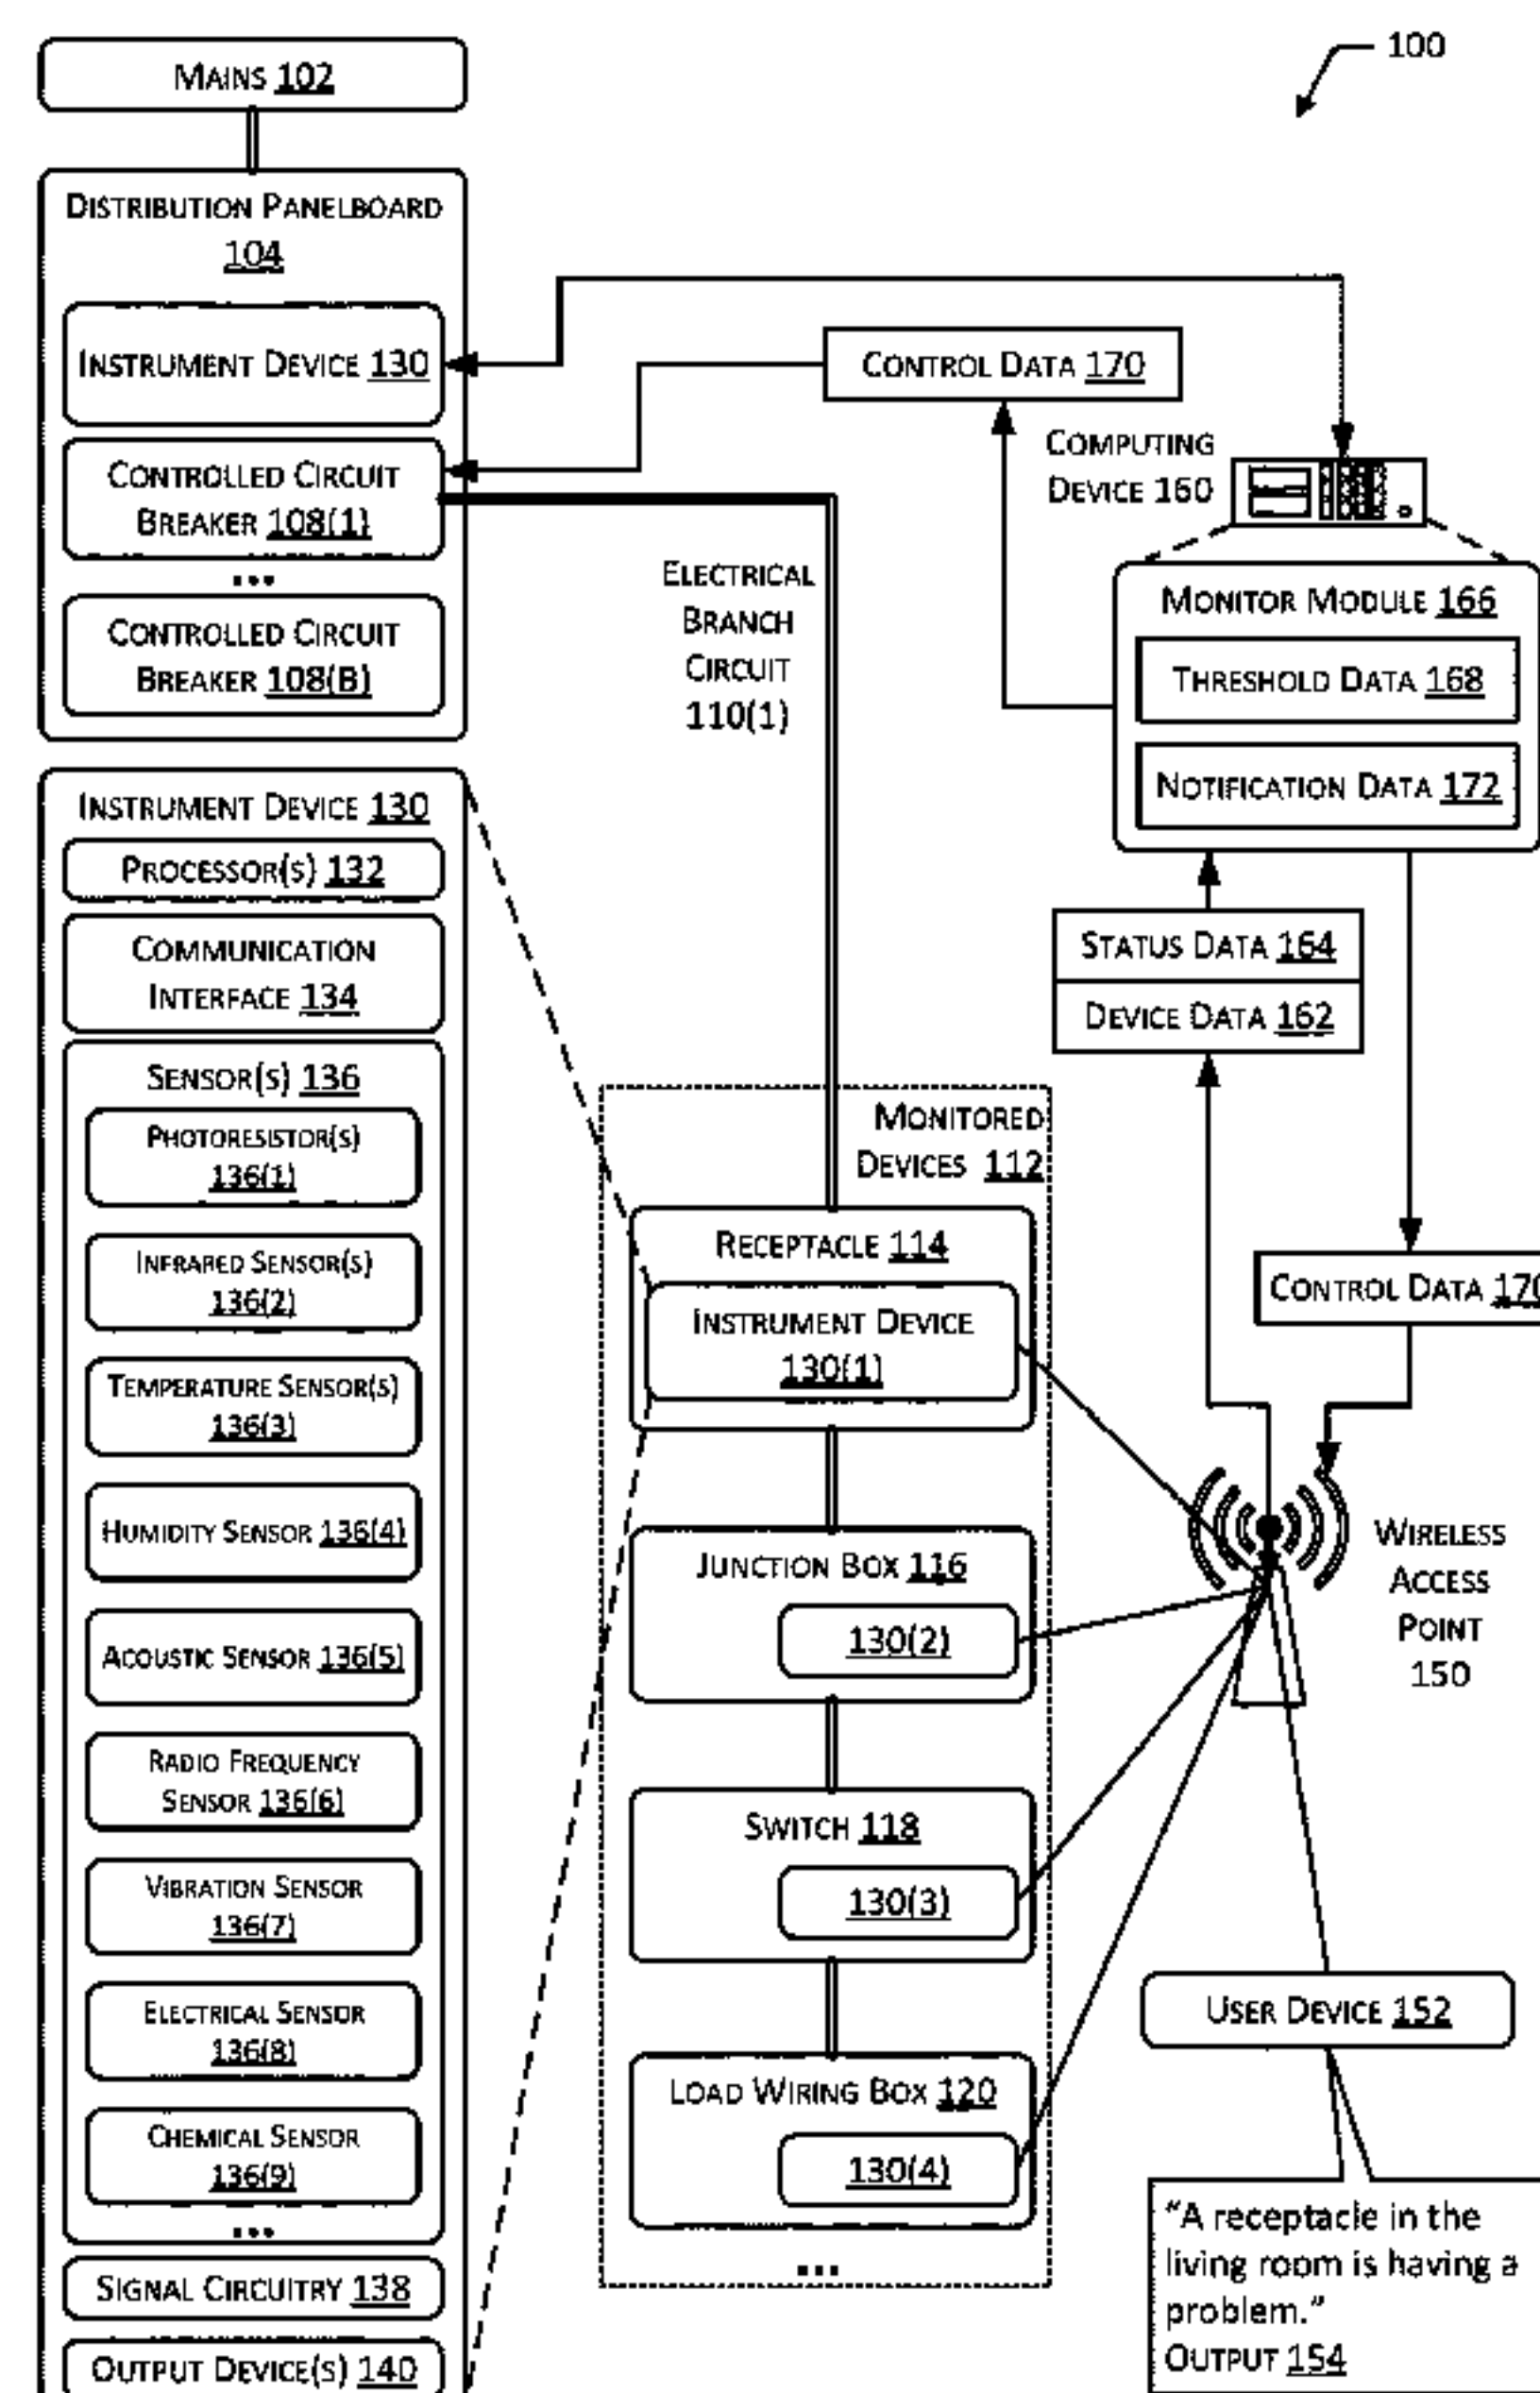 100
MAINS 102
DISTRIBUTION PANELBOARD
104
INSTRUMENT DEVICE 130
CONTROLLED CIRCUIT
BREAKER 108(1)
...
CONTROLLED CIRCUIT
BREAKER 108(B)
CONTROL DATA 170
COMPUTING
DEVICE 160
ELECTRICAL
BRANCH
CIRCUIT
110(1)
MONITOR MODULE 166
THRESHOLD DATA 168
NOTIFICATION DATA 172
INSTRUMENT DEVICE 130
PROCESSOR(S) 132
COMMUNICATION
INTERFACE 134
SENSOR(S) 136
PHOTORESISTOR(S)
136(1)
INFRARED SENSOR(S)
136(2)
TEMPERATURE SENSOR(S)
136(3)
HUMIDITY SENSOR 136(4)
ACOUSTIC SENSOR 136(5)
RADIO FREQUENCY
SENSOR 136(6)
VIBRATION SENSOR
136(7)
ELECTRICAL SENSOR
136(8)
CHEMICAL SENSOR
136(9)
...
SIGNAL CIRCUITRY 138
OUTPUT DEVICE(S) 140
STATUS DATA 164
DEVICE DATA 162
MONITORED
DEVICES 112
RECEPTACLE 114
INSTRUMENT DEVICE
130(1)
JUNCTION BOX 116
130(2)
SWITCH 118
130(3)
LOAD WIRING BOX 120
130(4)
...
CONTROL DATA 170
WIRELESS
ACCESS
POINT
150
USER DEVICE 152
"A receptacle in the
living room is having a
problem."
OUTPUT 154